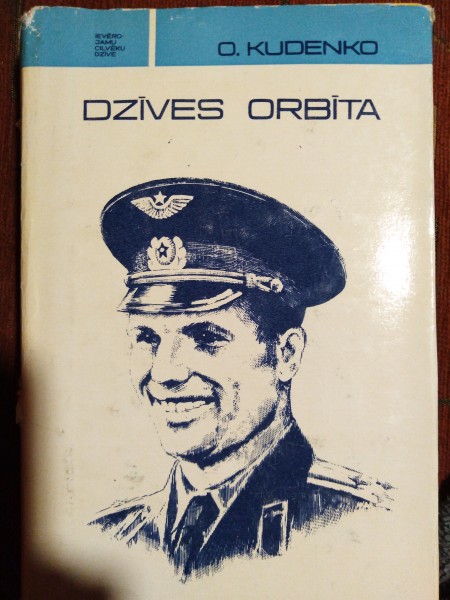 IEVĒRO-
JAMU
CILVĒKU
DZĪVE
O. KUDENKO
DZĪVES ORBĪTA